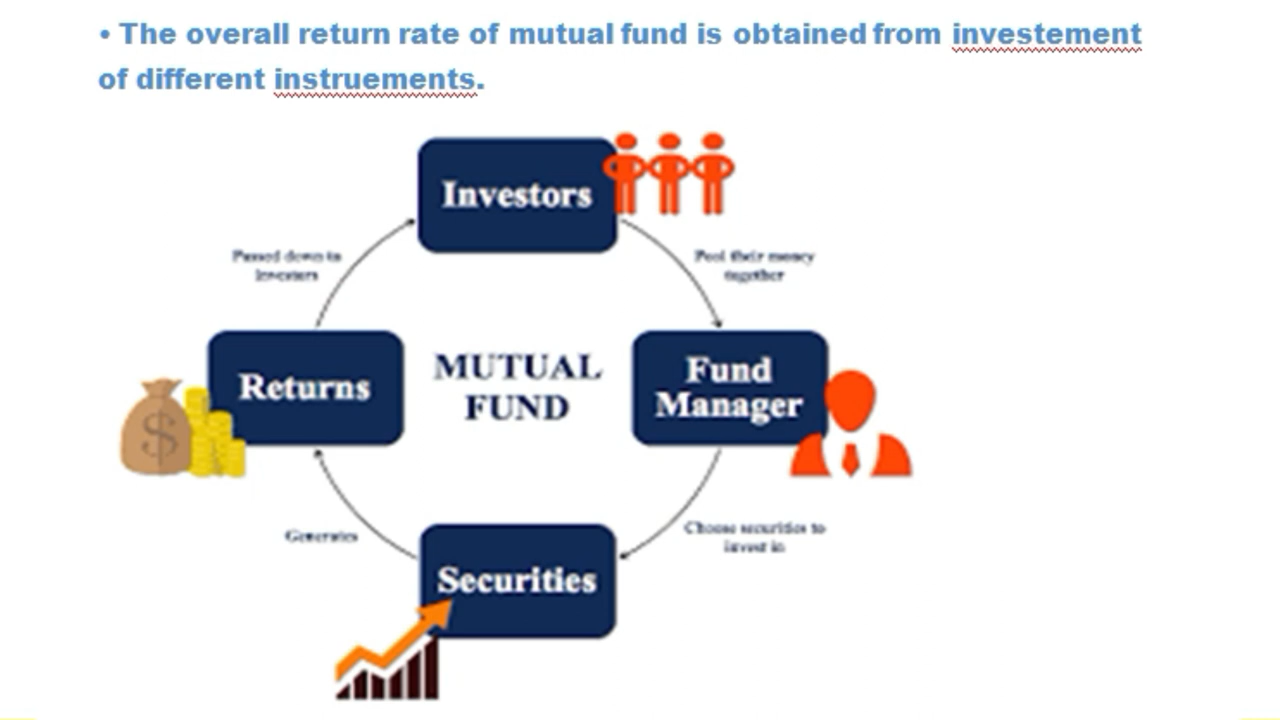 • The overall return rate of mutual fund is obtained from investement
of different instruements.
Investors
Passed down to
investors
Pool their money
together
Returns
MUTUAL
FUND
Fund
Manager
Generates
Choose securities to
invest in
Securities
$